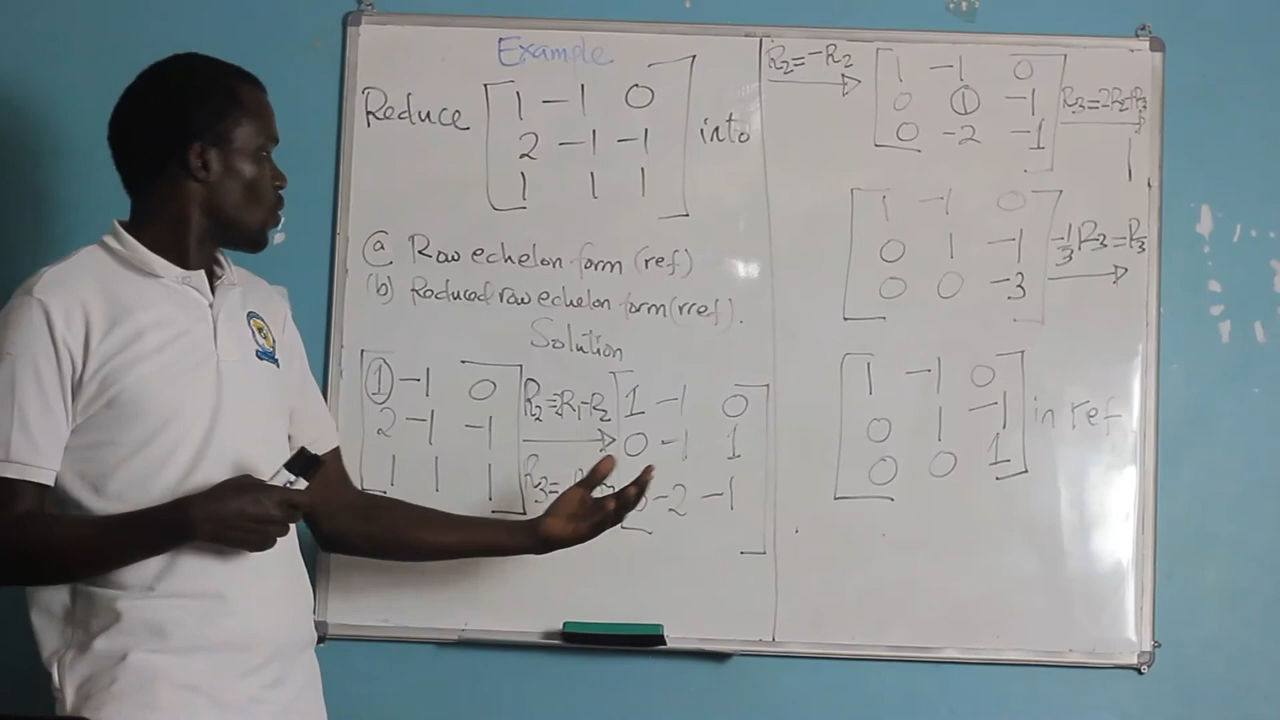 Example
Reduce
1 -1 0
2 -1 -1
1 1 1
into
(a) Row echelon form (ref)
(b) Reduced row echelon form (rref).
Solution
1 -1 0
2 -1 -1
1 1 1
R2=2R1-R2
R3=
1 -1 0
0 -1 1
-2 -1
R2=-R2
1 -1 0
0 1 -1
0 -2 -1
R3=2R2+R3
1 -1 0
0 1 -1
0 0 -3
-1/3 R3=R3
1 -1 0
0 1 -1
0 0 1
in ref